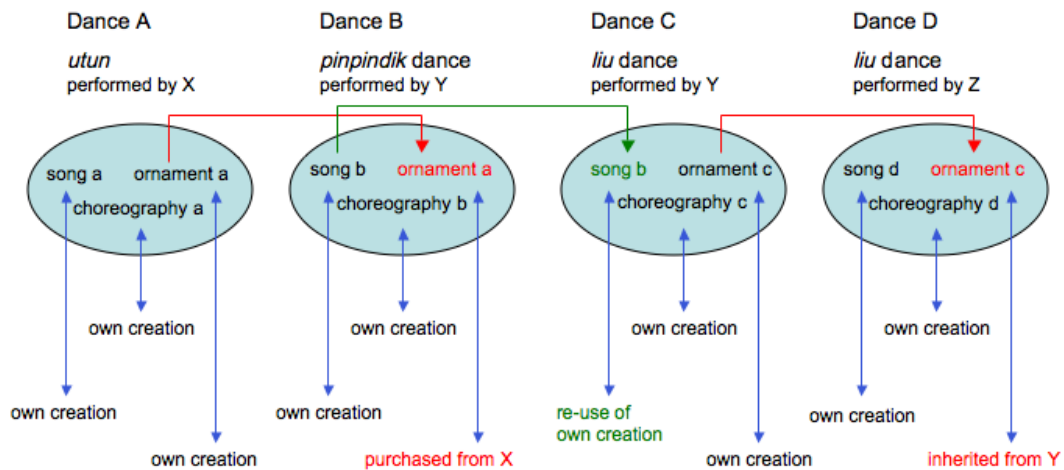 Dance A
utun
performed by X
Dance B
pinpindik dance
performed by Y
Dance C
liu dance
performed by Y
Dance D
liu dance
performed by Z
song a
ornament a
choreography a
song b
ornament a
choreography b
song b
ornament c
choreography c
song d
ornament c
choreography d
own creation
own creation
own creation
own creation
own creation
own creation
re-use of
own creation
own creation
own creation
purchased from X
own creation
inherited from Y